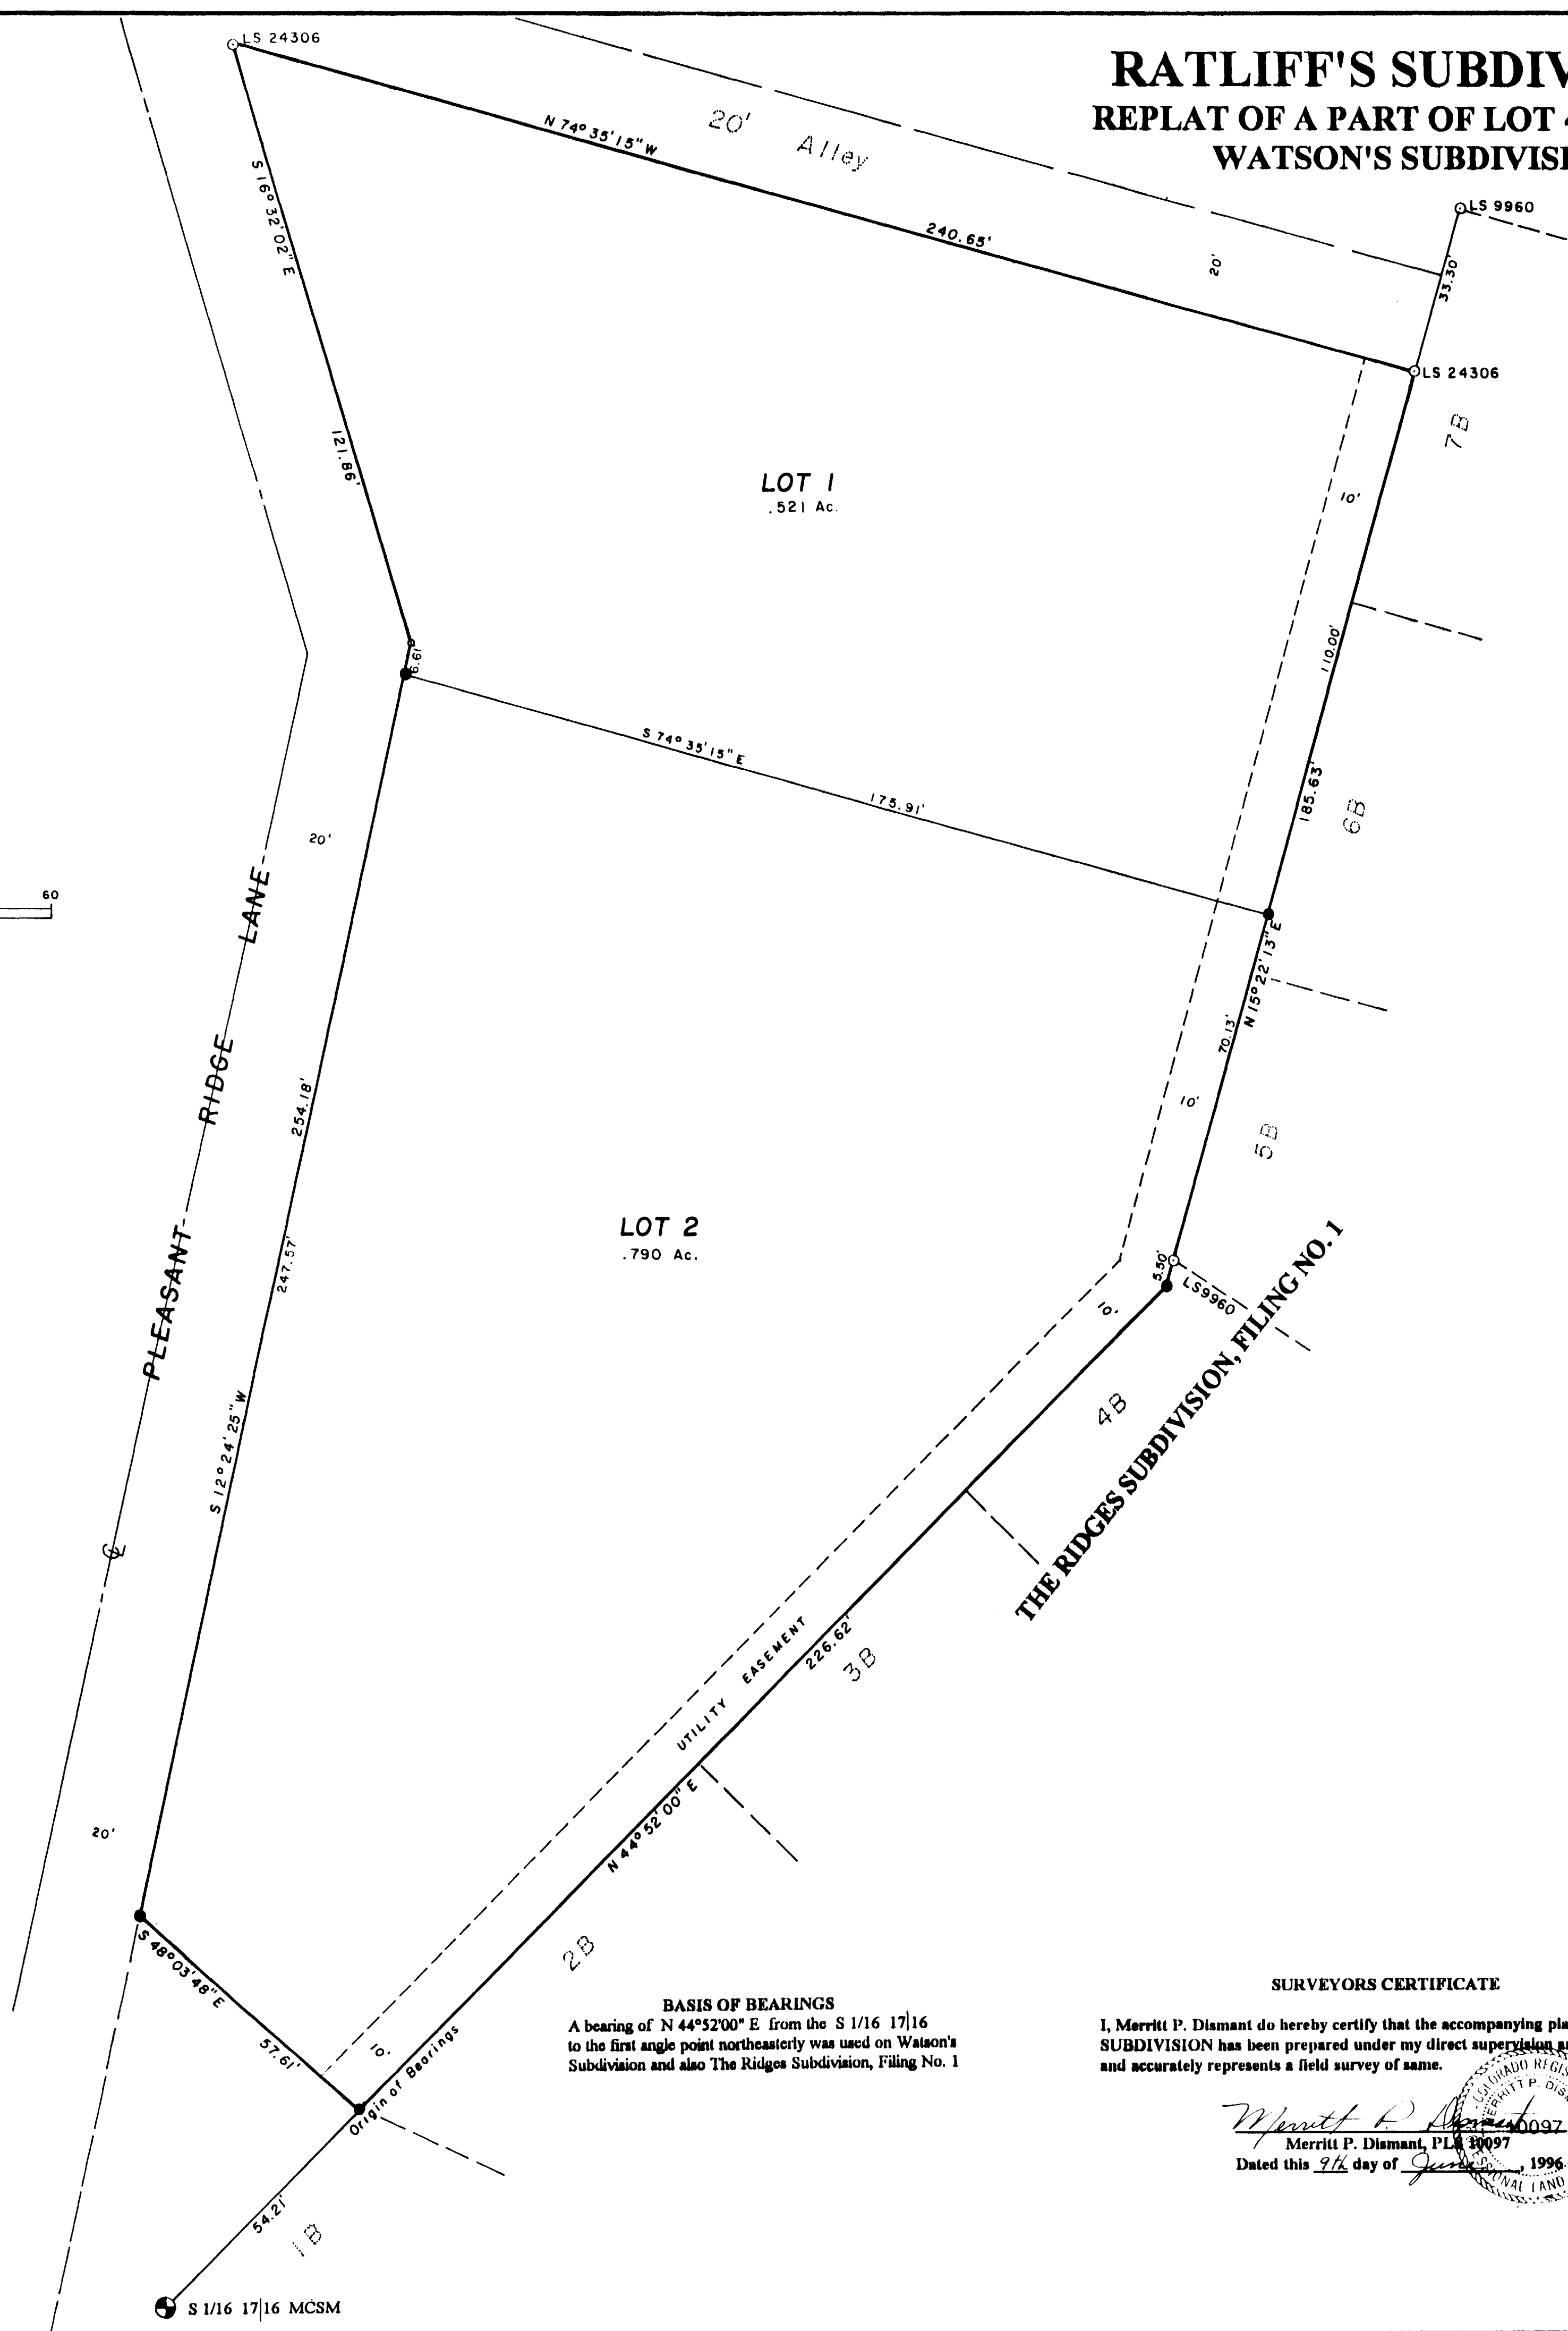 RATLIFF'S SUBDIV
REPLAT OF A PART OF LOT
WATSON'S SUBDIVISI
LS 24306
20' Alley
N 74° 35' 15" W
240.65'
20'
LS 9960
33.30'
LS 24306
S 16° 32' 02" E
121.86'
7B
10'
LOT 1
.521 Ac.
110.00'
6.61'
S 74° 35' 15" E
175.91'
185.63'
6B
20'
60
PLEASANT RIDGE LANE
N 15° 22' 13" E
70.13'
10'
5B
254.18'
247.57'
S 12° 24' 25" W
LOT 2
.790 Ac.
5.50'
LS9960
10'
4B
THE RIDGES SUBDIVISION, FILING NO. 1
UTILITY EASEMENT
226.62'
3B
N 44° 52' 00" E
20'
2B
S 48° 03' 48" E
57.61'
10'
Origin of Bearings
54.21'
1B
S 1/16 17|16 MCSM
BASIS OF BEARINGS
A bearing of N 44°52'00" E from the S 1/16 17|16
to the first angle point northeasterly was used on Watson's
Subdivision and also The Ridges Subdivision, Filing No. 1
SURVEYORS CERTIFICATE
I, Merritt P. Dismant do hereby certify that the accompanying pla
SUBDIVISION has been prepared under my direct supervision a
and accurately represents a field survey of same.
Merritt P. Dismant 10097
Merritt P. Dismant, PLS 10097
Dated this 9th day of June, 1996
COLORADO REGIS
MERRITT P. DISM
PROFESSIONAL LAND